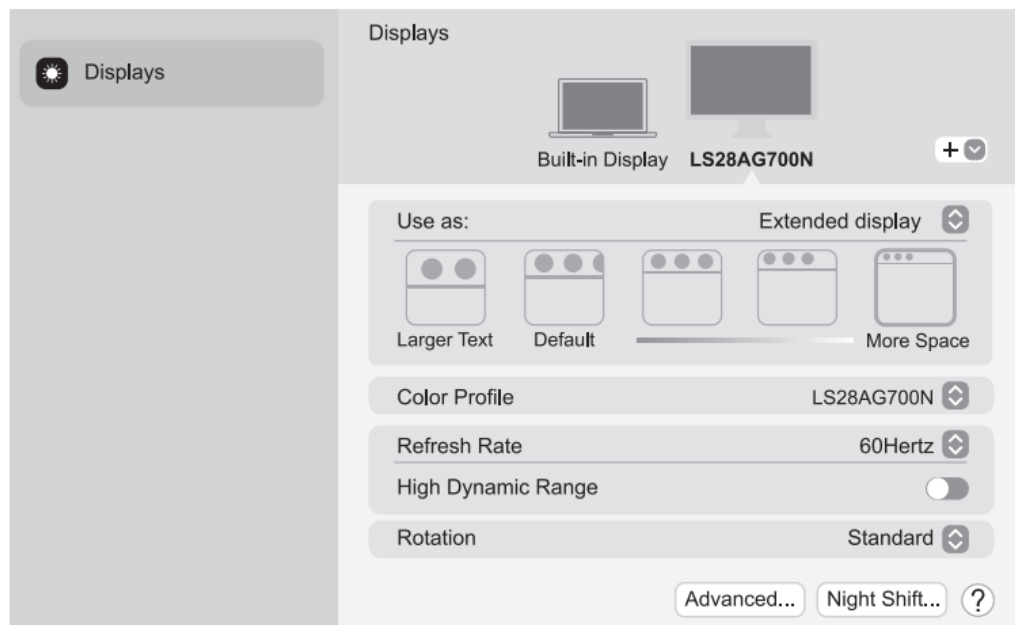 Displays
Displays
Built-in Display LS28AG700N
+
Use as: Extended display
Larger Text Default More Space
Color Profile LS28AG700N
Refresh Rate 60Hertz
High Dynamic Range
Rotation Standard
Advanced... Night Shift... ?